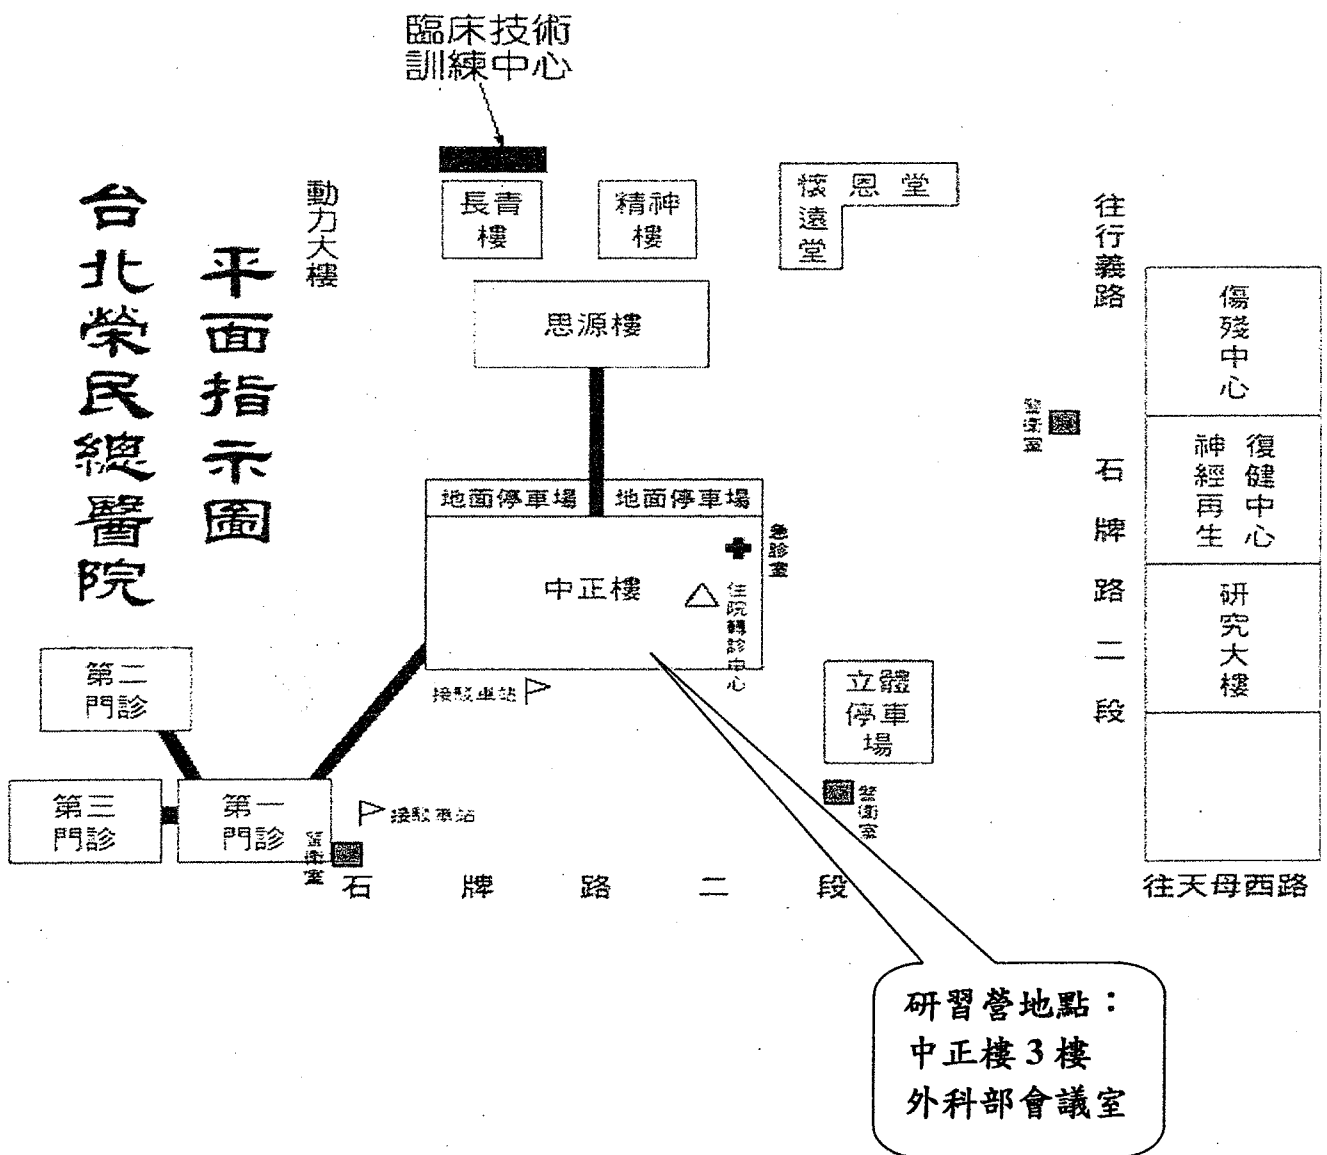 臨床技術
訓練中心
台北榮民總醫院
平面指示圖
動力大樓
長青
樓
精神
樓
懷恩堂
遠
堂
往行義路
思源樓
傷殘中心
警衛室
石牌路二段
復健中心
神經再生
地面停車場
地面停車場
急診室
中正樓
住院轉診中心
研究大樓
第二
門診
接駁車站
立體
停車
場
第三
門診
第一
門診
接駁車站
警衛室
警衛室
石牌路二段
往天母西路
研習營地點：
中正樓 3 樓
外科部會議室